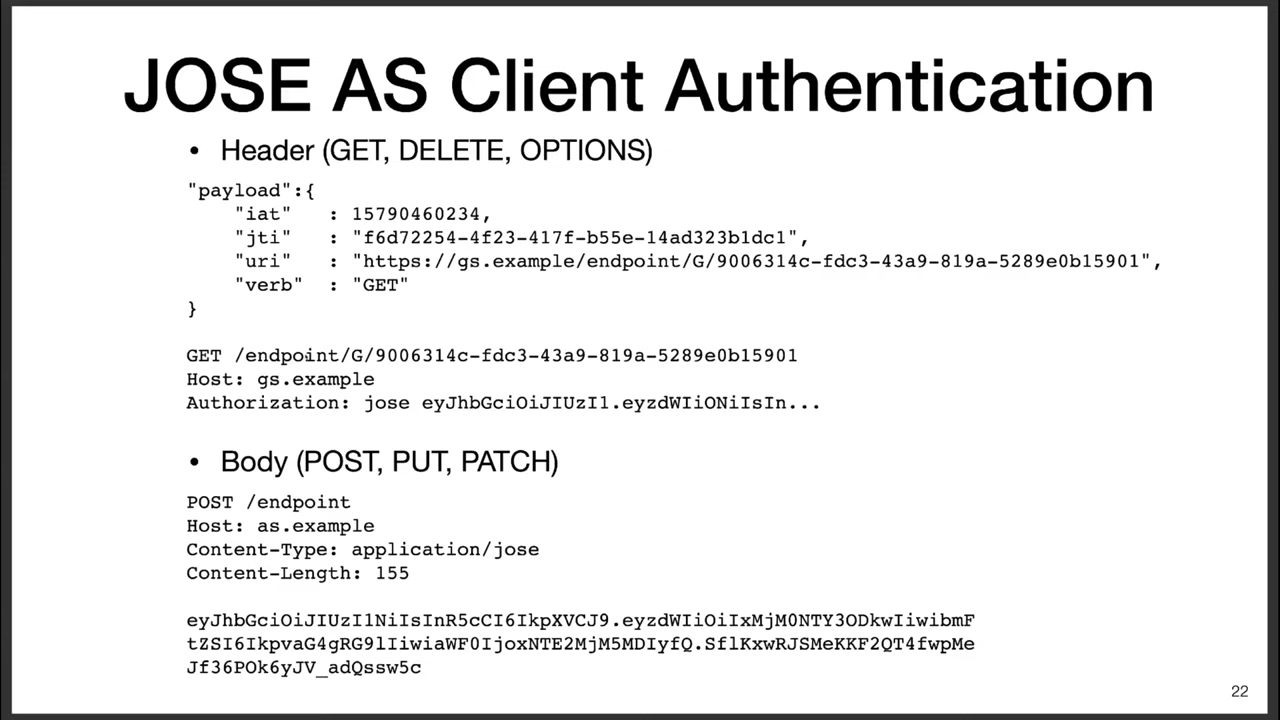 JOSE AS Client Authentication
• Header (GET, DELETE, OPTIONS)
"payload":{
    "iat"   : 15790460234,
    "jti"   : "f6d72254-4f23-417f-b55e-14ad323b1dc1",
    "uri"   : "https://gs.example/endpoint/G/9006314c-fdc3-43a9-819a-5289e0b15901",
    "verb"  : "GET"
}
GET /endpoint/G/9006314c-fdc3-43a9-819a-5289e0b15901
Host: gs.example
Authorization: jose eyJhbGciOiJIUzI1.eyzdWIiONiIsIn...
• Body (POST, PUT, PATCH)
POST /endpoint
Host: as.example
Content-Type: application/jose
Content-Length: 155
eyJhbGciOiJIUzI1NiIsInR5cCI6IkpXVCJ9.eyzdWIiOiIxMjM0NTY3ODkwIiwibmF
tZSI6IkpvaG4gRG9lIiwiaWF0IjoxNTE2MjM5MDIyfQ.SflKxwRJSMeKKF2QT4fwpMe
Jf36POk6yJV_adQssw5c
22